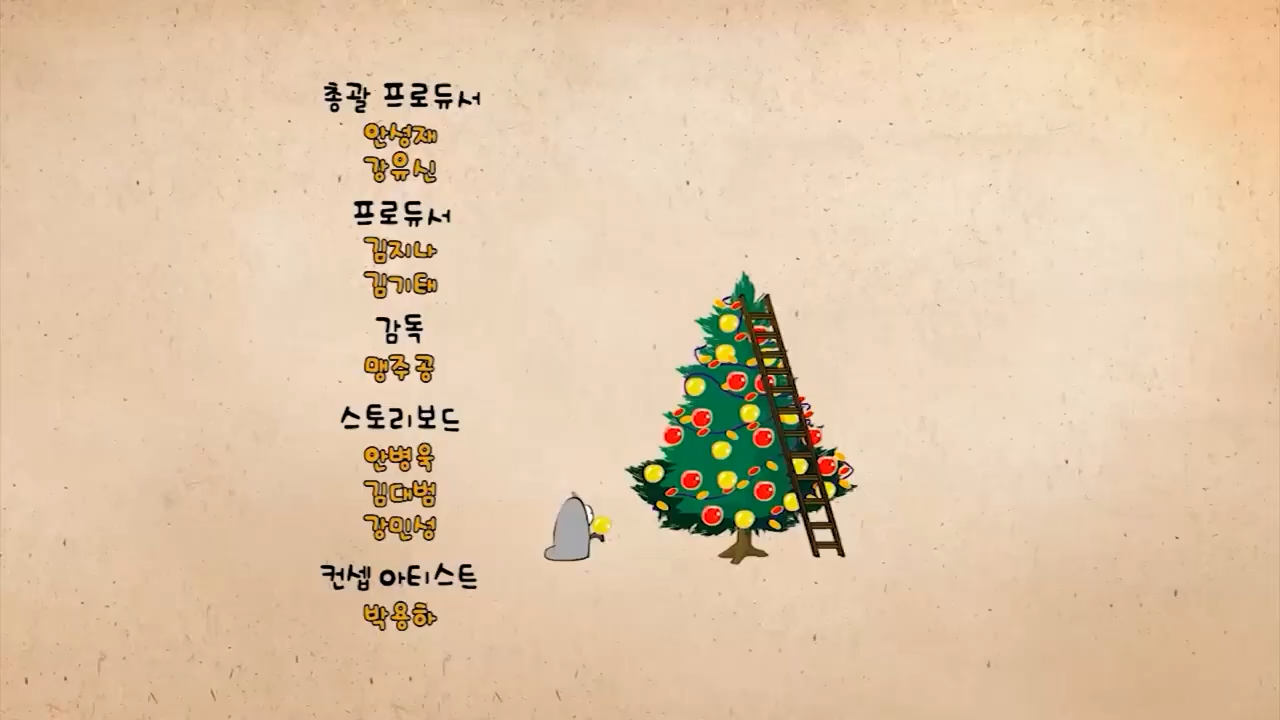 총괄 프로듀서
안성재
강유신
프로듀서
김지나
김기태
감독
맹주공
스토리보드
안병욱
김대범
강민성
컨셉 아티스트
박용하